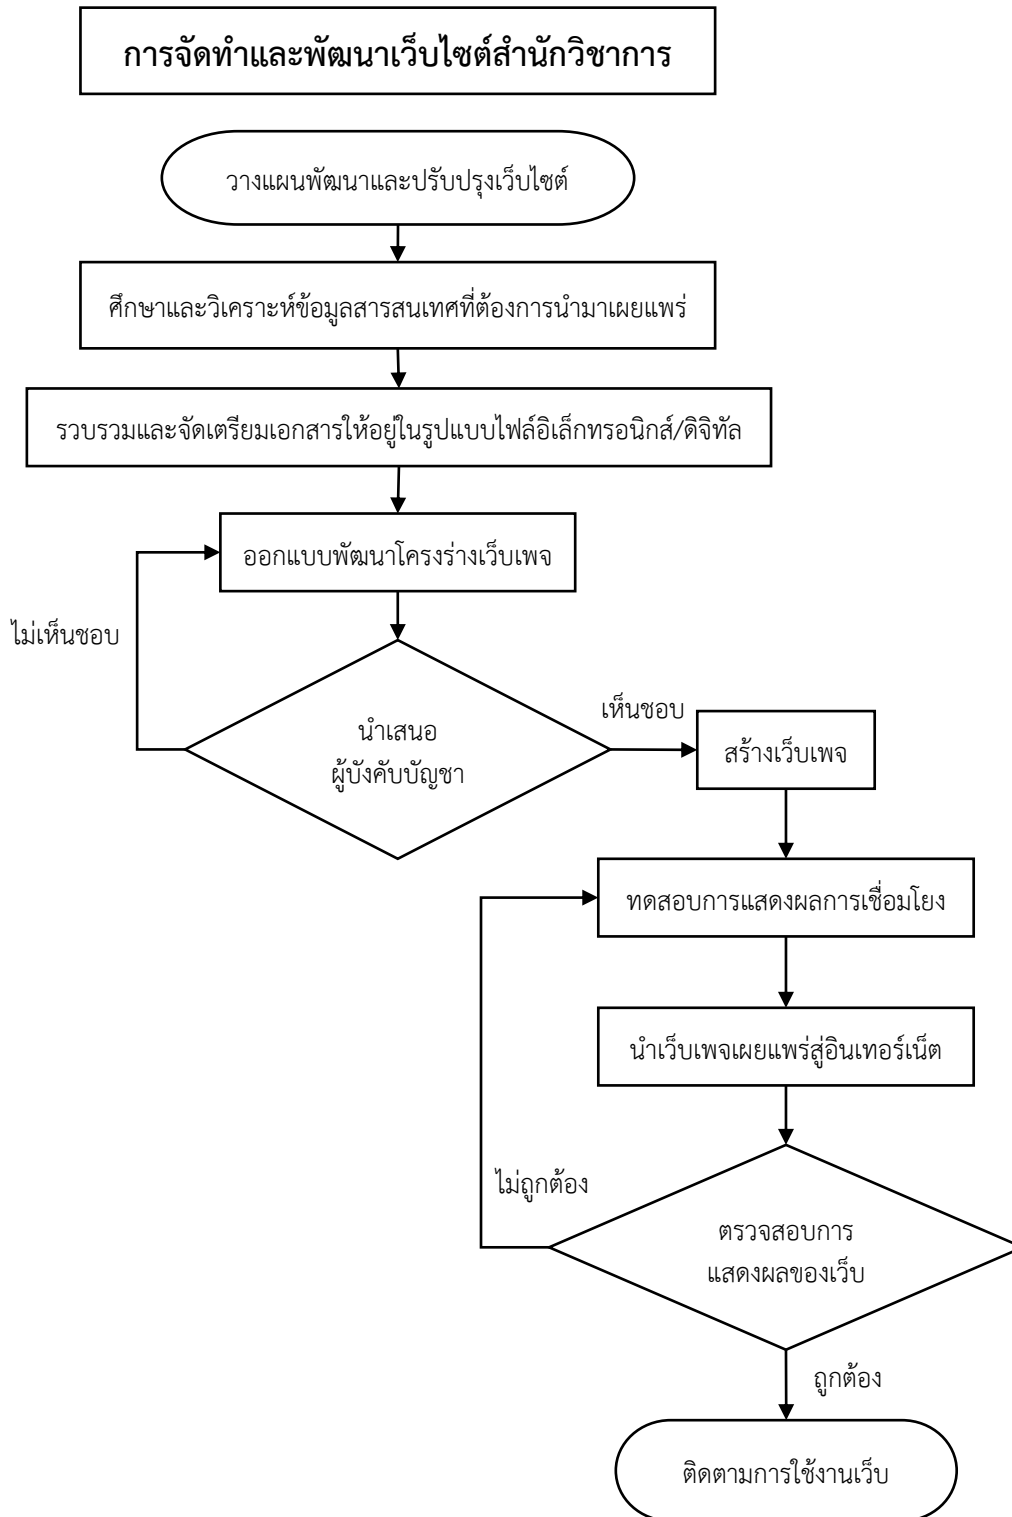 การจัดทำและพัฒนาเว็บไซต์สำนักวิชาการ
วางแผนพัฒนาและปรับปรุงเว็บไซต์
ศึกษาและวิเคราะห์ข้อมูลสารสนเทศที่ต้องการนำมาเผยแพร่
รวบรวมและจัดเตรียมเอกสารให้อยู่ในรูปแบบไฟล์อิเล็กทรอนิกส์/ดิจิทัล
ออกแบบพัฒนาโครงร่างเว็บเพจ
ไม่เห็นชอบ
นำเสนอ
ผู้บังคับบัญชา
เห็นชอบ
สร้างเว็บเพจ
ทดสอบการแสดงผลการเชื่อมโยง
นำเว็บเพจเผยแพร่สู่อินเทอร์เน็ต
ไม่ถูกต้อง
ตรวจสอบการ
แสดงผลของเว็บ
ถูกต้อง
ติดตามการใช้งานเว็บ